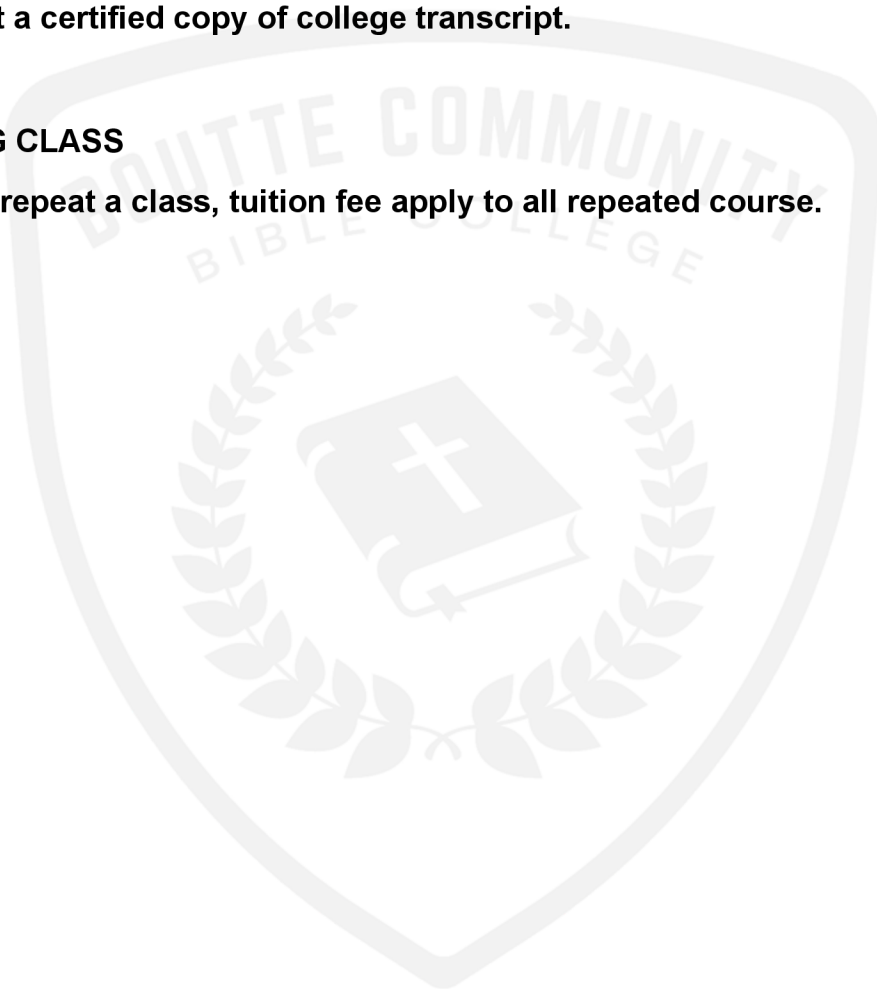 t a certified copy of college transcript.
G CLASS
repeat a class, tuition fee apply to all repeated course.
BOUTTE COMMUNITY
BIBLE COLLEGE